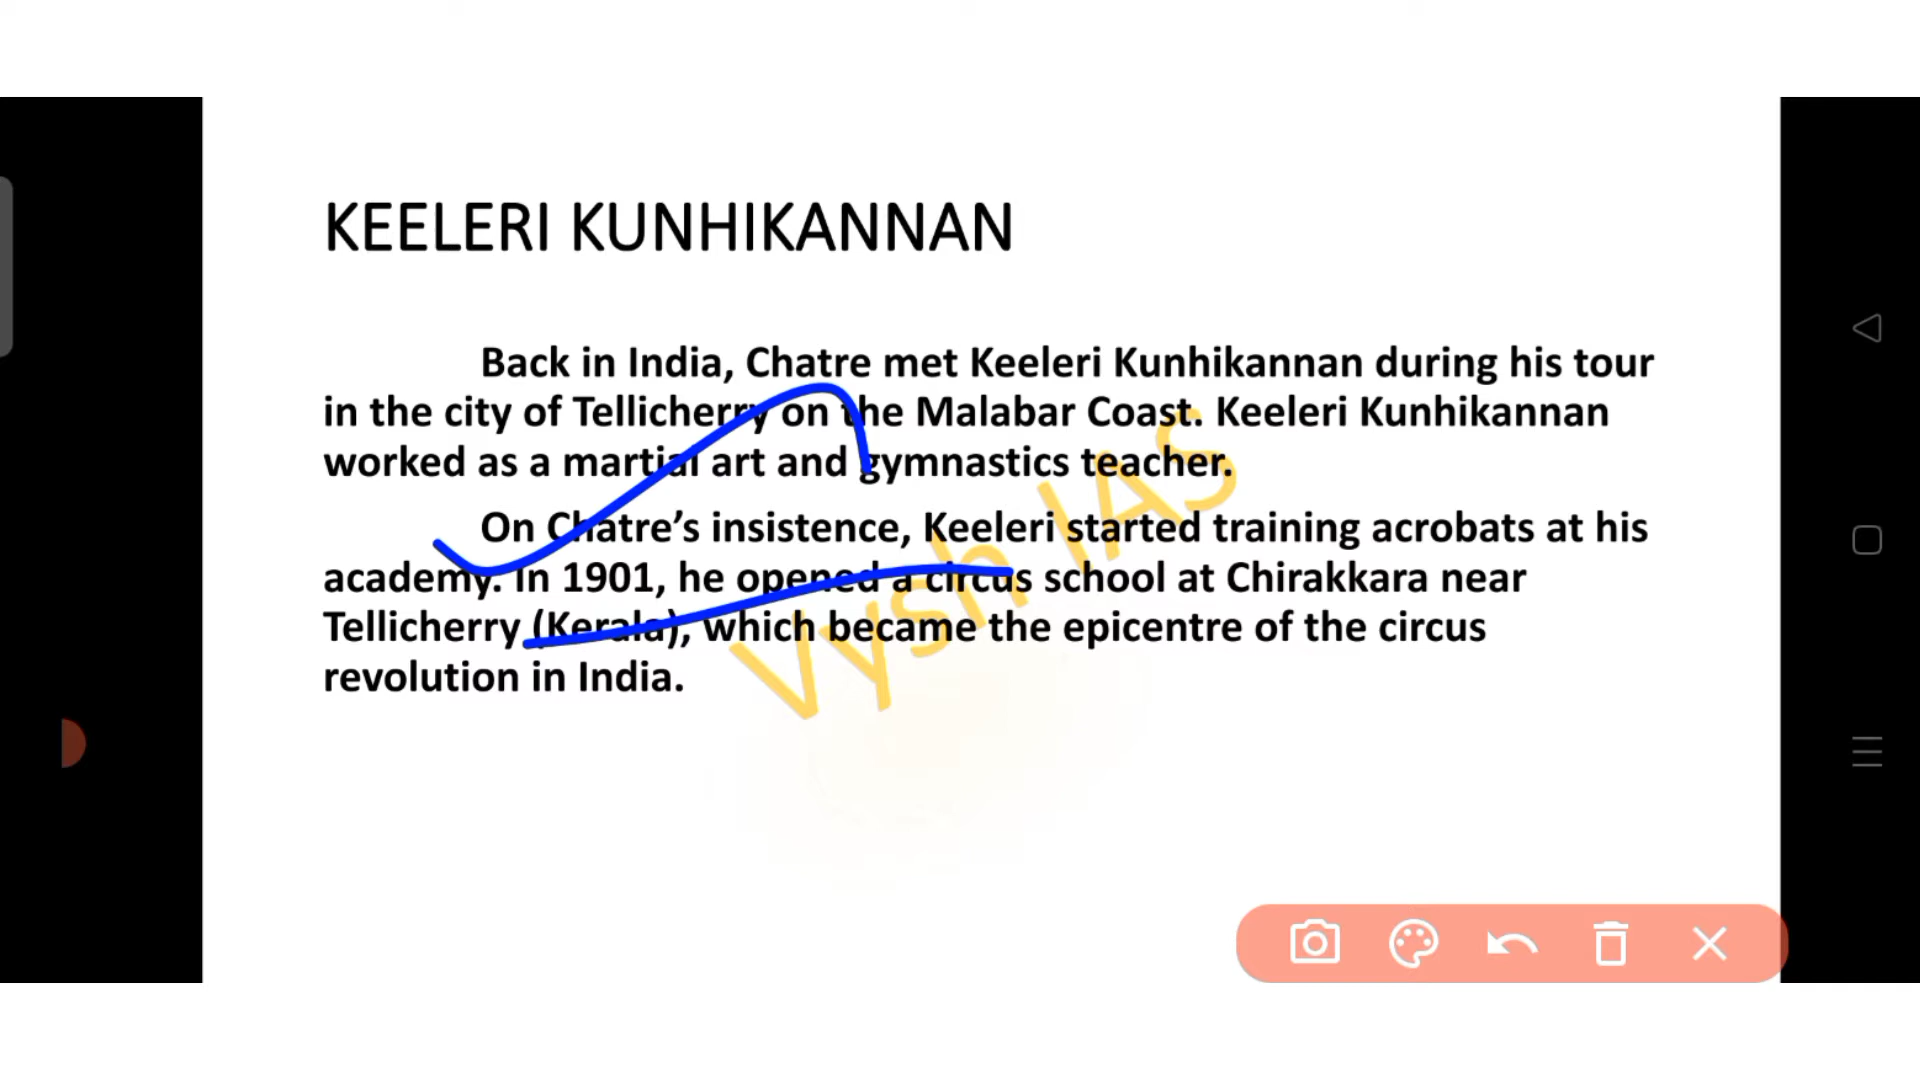 KEELERI KUNHIKANNAN
Back in India, Chatre met Keeleri Kunhikannan during his tour
in the city of Tellicherry on the Malabar Coast. Keeleri Kunhikannan
worked as a martial art and gymnastics teacher.
On Chatre’s insistence, Keeleri started training acrobats at his
academy. In 1901, he opened a circus school at Chirakkara near
Tellicherry (Kerala), which became the epicentre of the circus
revolution in India.
Vysh IAS